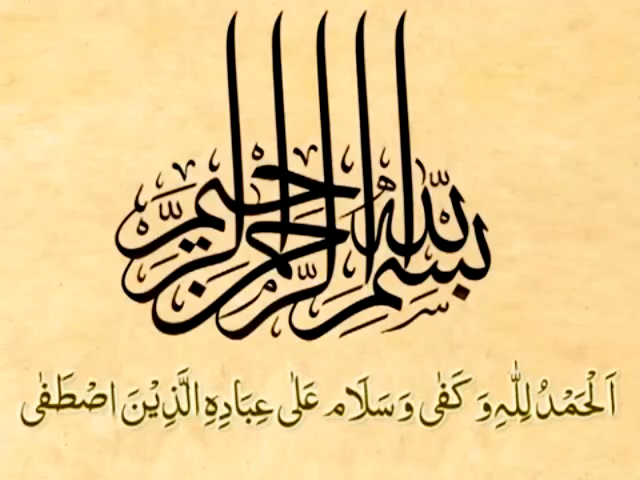 بسم الله الرحمن الرحيم
اَلْحَمْدُ لِلّٰہِ وَ کَفٰی وَ سَلَام عَلٰی عِبَادِہِ الَّذِیْنَ اصْطَفٰی